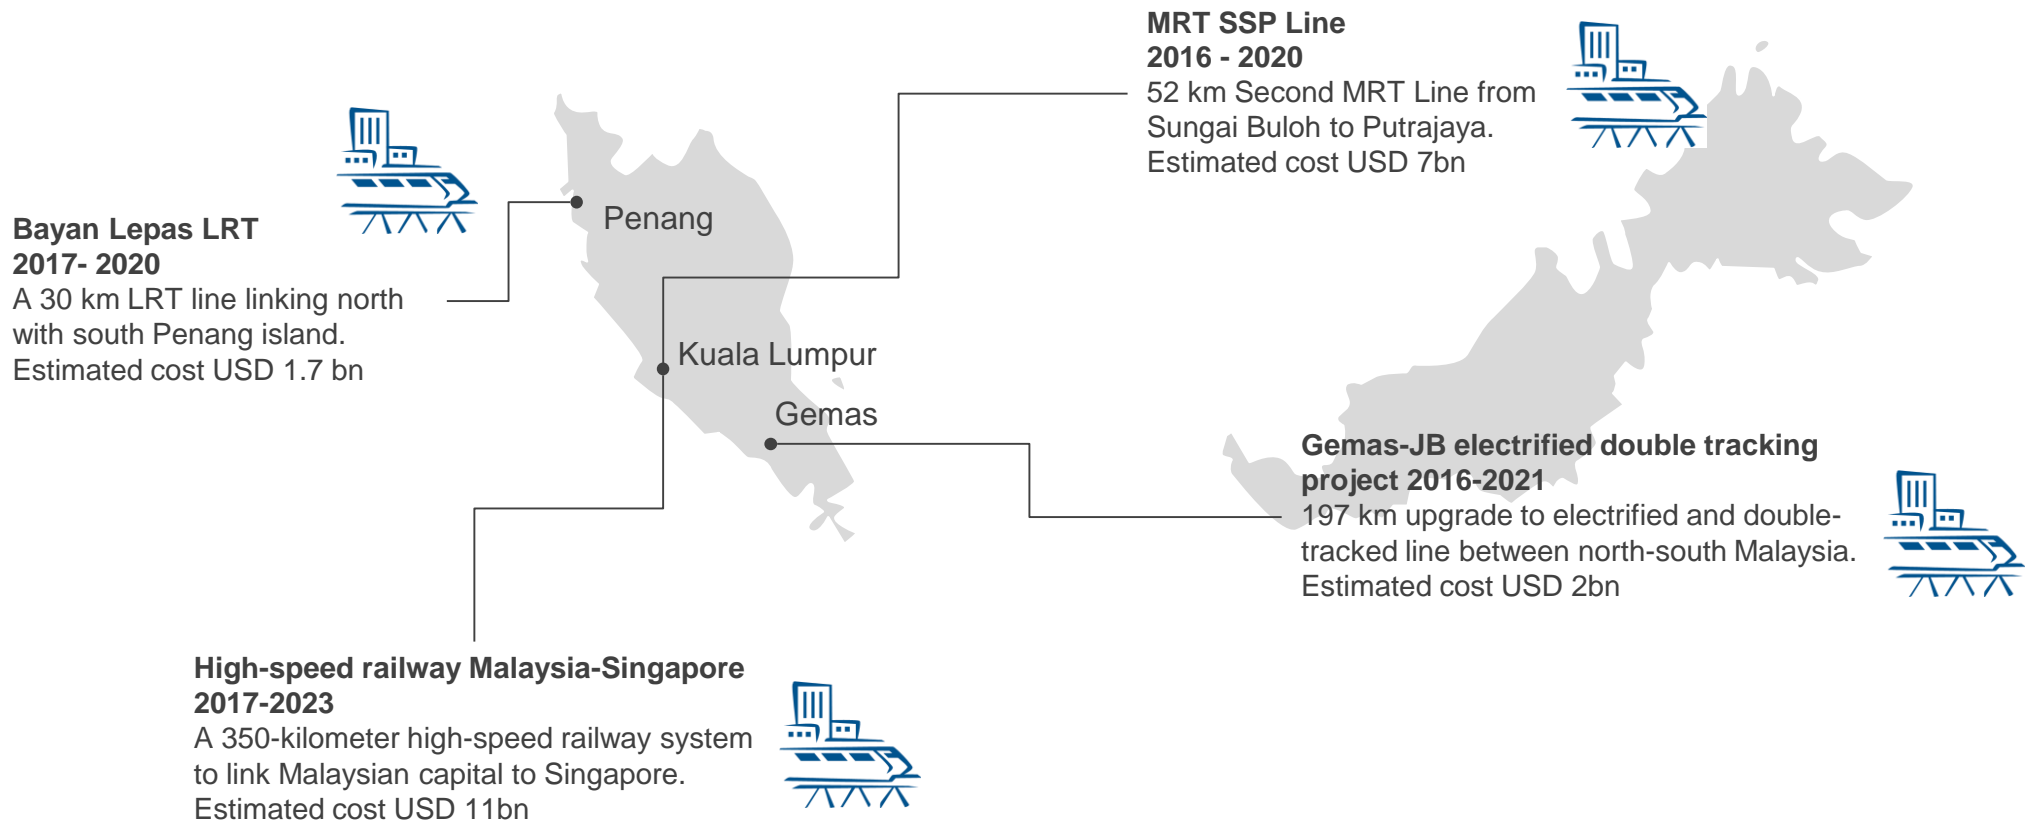 MRT SSP Line
2016 - 2020
52 km Second MRT Line from
Sungai Buloh to Putrajaya.
Estimated cost USD 7bn
Bayan Lepas LRT
2017- 2020
A 30 km LRT line linking north
with south Penang island.
Estimated cost USD 1.7 bn
Penang
Kuala Lumpur
Gemas
Gemas-JB electrified double tracking
project 2016-2021
197 km upgrade to electrified and double-
tracked line between north-south Malaysia.
Estimated cost USD 2bn
High-speed railway Malaysia-Singapore
2017-2023
A 350-kilometer high-speed railway system
to link Malaysian capital to Singapore.
Estimated cost USD 11bn